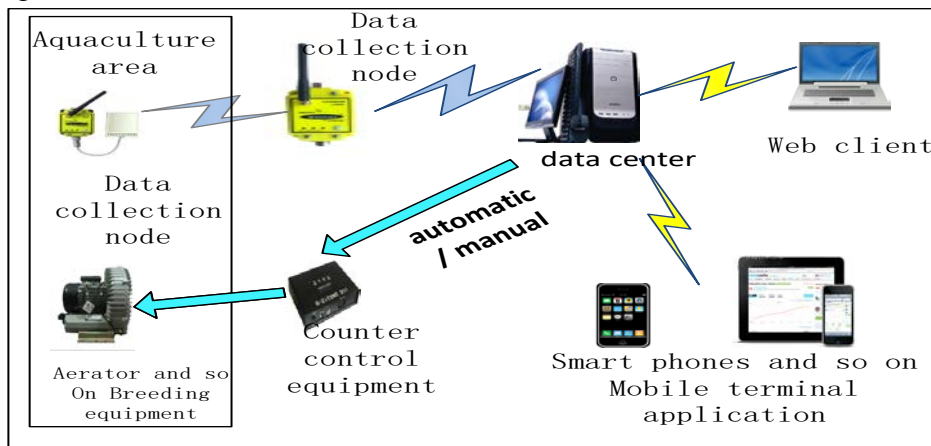 Aquaculture
area
Data
collection
node
data center
Web client
Data
collection
node
automatic
/ manual
Counter
control
equipment
Aerator and so
On Breeding
equipment
Smart phones and so on
Mobile terminal
application